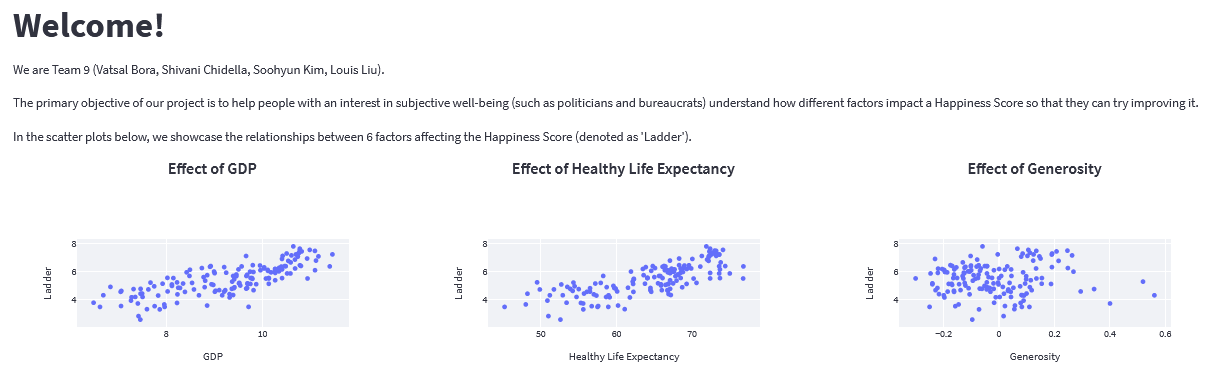 Welcome!
We are Team 9 (Vatsal Bora, Shivani Chidella, Soohyun Kim, Louis Liu).
The primary objective of our project is to help people with an interest in subjective well-being (such as politicians and bureaucrats) understand how different factors impact a Happiness Score so that they can try improving it.
In the scatter plots below, we showcase the relationships between 6 factors affecting the Happiness Score (denoted as 'Ladder').
Effect of GDP
Effect of Healthy Life Expectancy
Effect of Generosity
Ladder
8
6
4
8 10
GDP
Ladder
8
6
4
50 60 70
Healthy Life Expectancy
Ladder
8
6
4
−0.2 0 0.2 0.4 0.6
Generosity